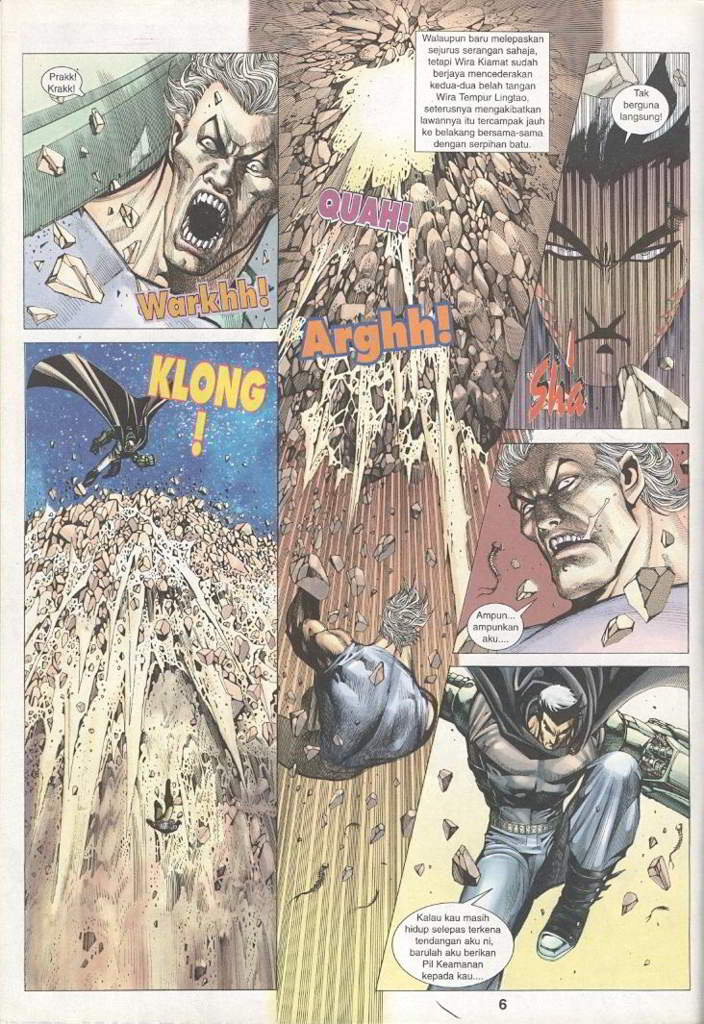 Prakk!
Krakk!
Warkhh!
KLONG
!
Walaupun baru melepaskan
sejurus serangan sahaja,
tetapi Wira Kiamat sudah
berjaya mencederakan
kedua-dua belah tangan
Wira Tempur Lingtao,
seterusnya mengakibatkan
lawannya itu tercampak jauh
ke belakang bersama-sama
dengan serpihan batu.
QUAH!
Arghh!
Tak
berguna
langsung!
Sha
Ampun...
ampunkan
aku....
Kalau kau masih
hidup selepas terkena
tendangan aku ni,
barulah aku berikan
Pil Keamanan
kepada kau....
6